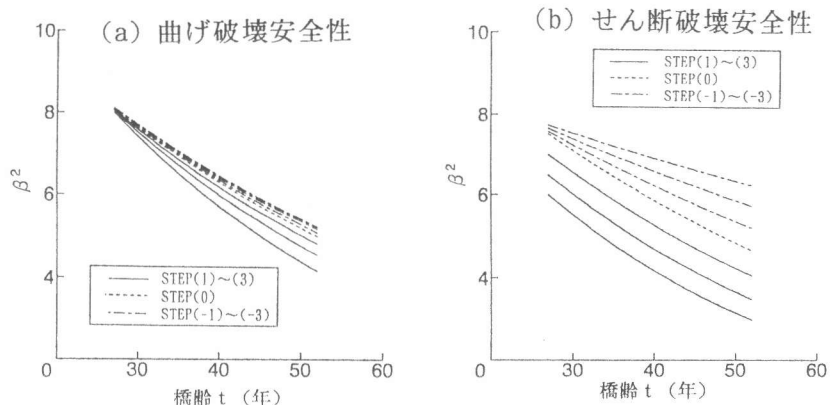 (a) 曲げ破壊安全性
10
8
6
4
0
30
40
50
60
β²
STEP(1)～(3)
STEP(0)
STEP(-1)～(-3)
橋齢 t (年)
(b) せん断破壊安全性
10
8
6
4
0
30
40
50
60
β²
STEP(1)～(3)
STEP(0)
STEP(-1)～(-3)
橋齢 t (年)